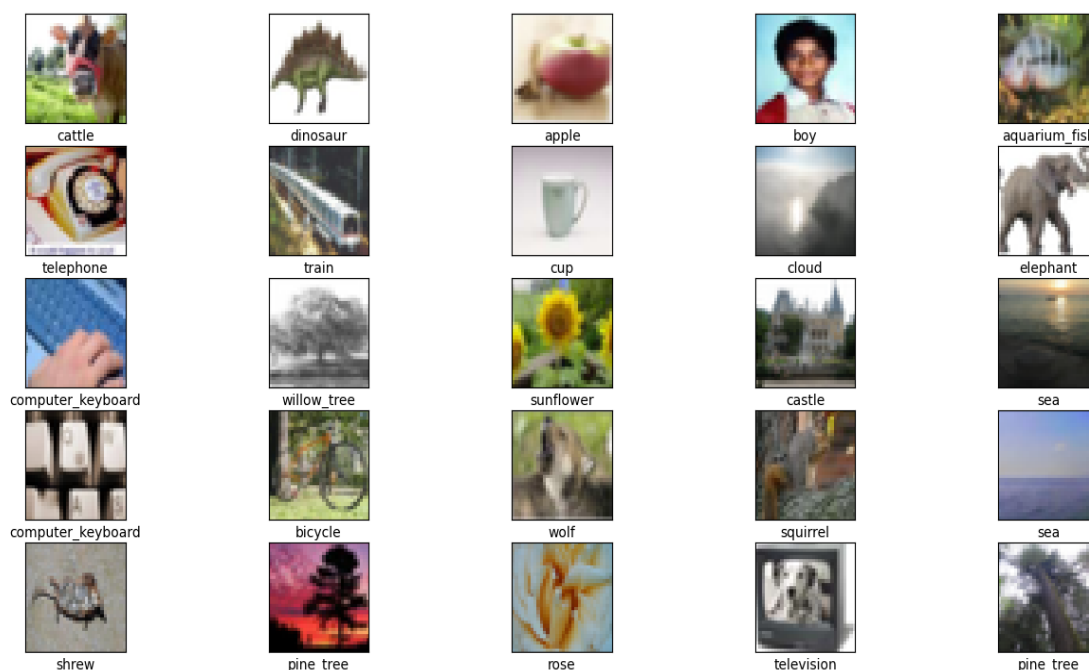 cattle dinosaur apple boy aquarium_fis
telephone train cup cloud elephant
computer_keyboard willow_tree sunflower castle sea
A S
computer_keyboard bicycle wolf squirrel sea
shrew pine_tree rose television pine_tree